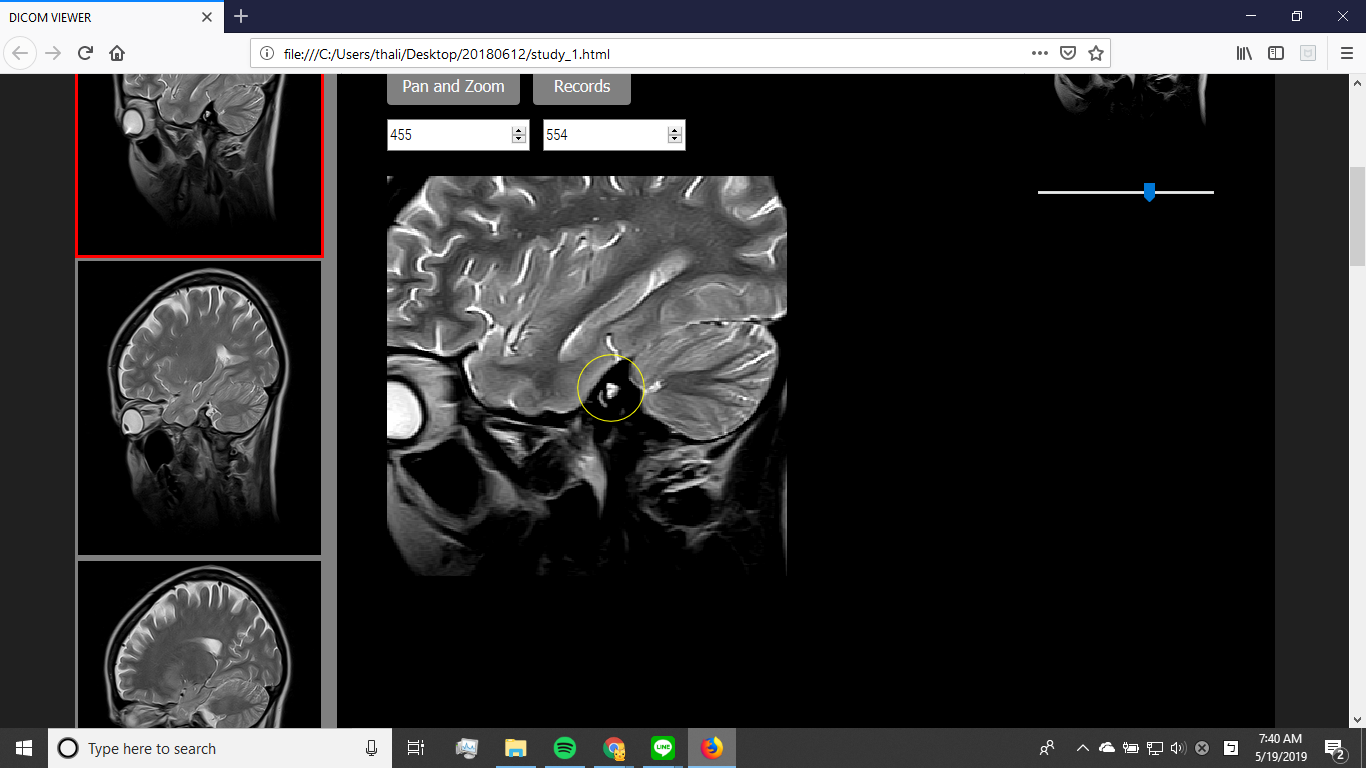 DICOM VIEWER
file:///C:/Users/thali/Desktop/20180612/study_1.html
Pan and Zoom Records
455 554
Type here to search
LINE
7:40 AM
5/19/2019
2